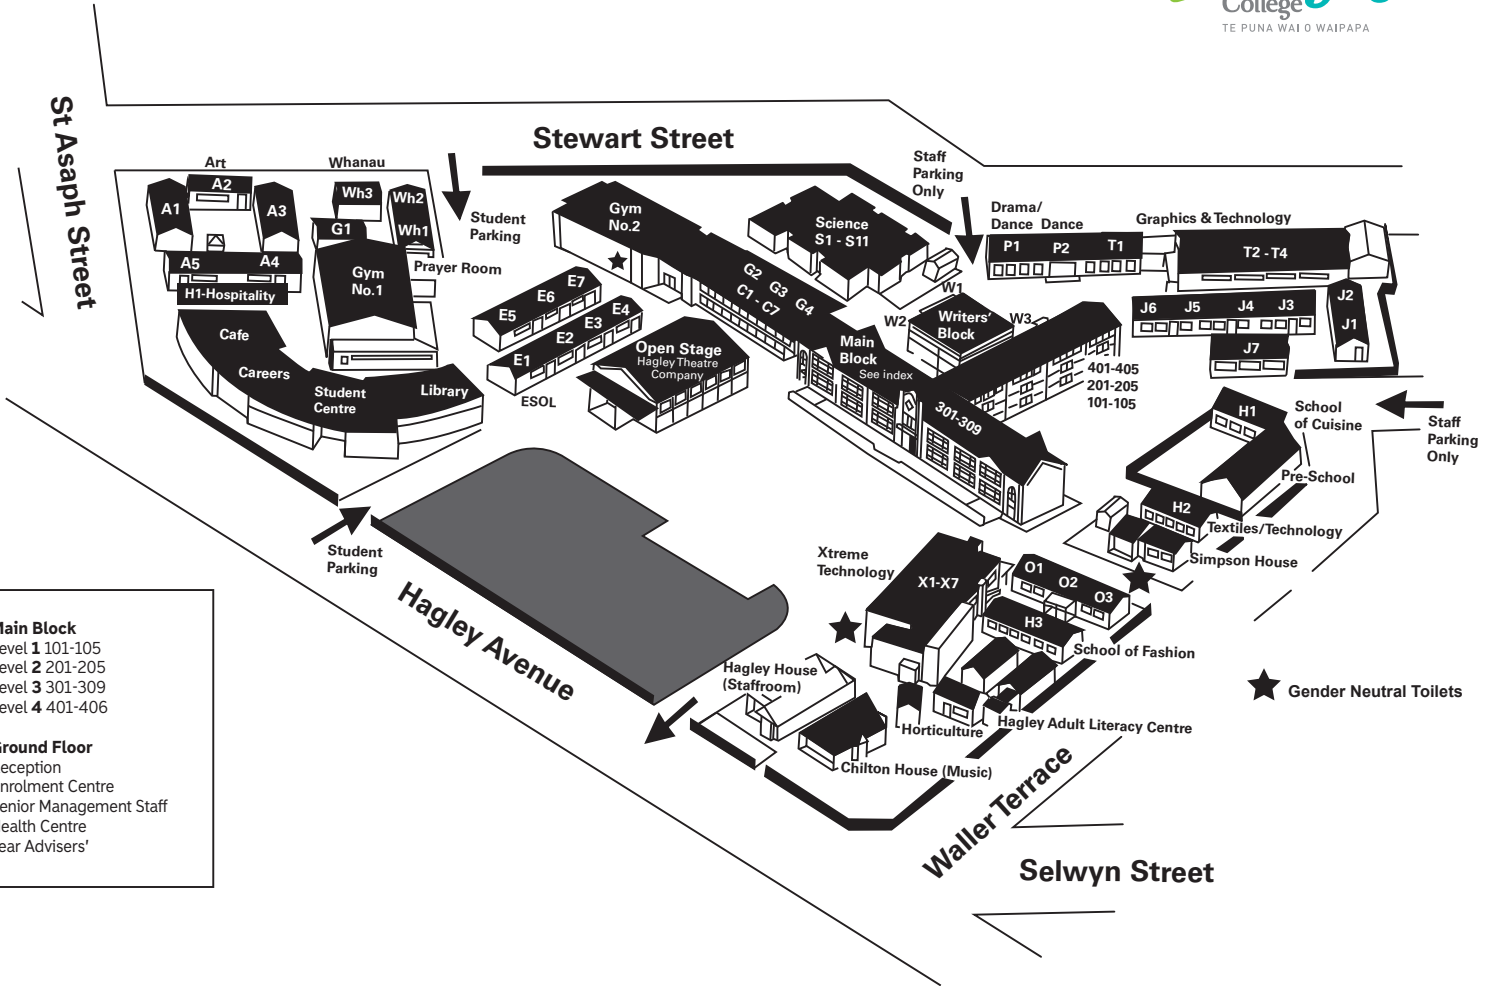 College
TE PUNA WAI O WAIPAPA
St Asaph Street
Stewart Street
Art
Whanau
A1
A2
A3
A5
A4
H1-Hospitality
Wh3
Wh2
Wh1
G1
Gym
No.1
Prayer Room
Student
Parking
Cafe
Careers
Student
Centre
Library
E5
E6
E7
E1
E2
E3
E4
ESOL
Gym
No.2
G2 G3 G4
C1 - C7
Open Stage
Hagley Theatre
Company
Science
S1 - S11
Staff
Parking
Only
W1
W2
Writers'
Block
W3
Main
Block
See index
301-309
401-405
201-205
101-105
Drama/
Dance
Dance
P1
P2
T1
Graphics & Technology
T2 - T4
J6
J5
J4
J3
J2
J1
J7
H1
School
of Cuisine
Staff
Parking
Only
Pre-School
H2
Textiles/Technology
Simpson House
Student
Parking
Hagley Avenue
Xtreme
Technology
X1-X7
O1
O2
O3
H3
School of Fashion
Hagley House
(Staffroom)
Horticulture
Hagley Adult Literacy Centre
Chilton House (Music)
Waller Terrace
Selwyn Street
Gender Neutral Toilets
Main Block
evel 1 101-105
evel 2 201-205
evel 3 301-309
evel 4 401-406
Ground Floor
eception
nrolment Centre
enior Management Staff
ealth Centre
ear Advisers'